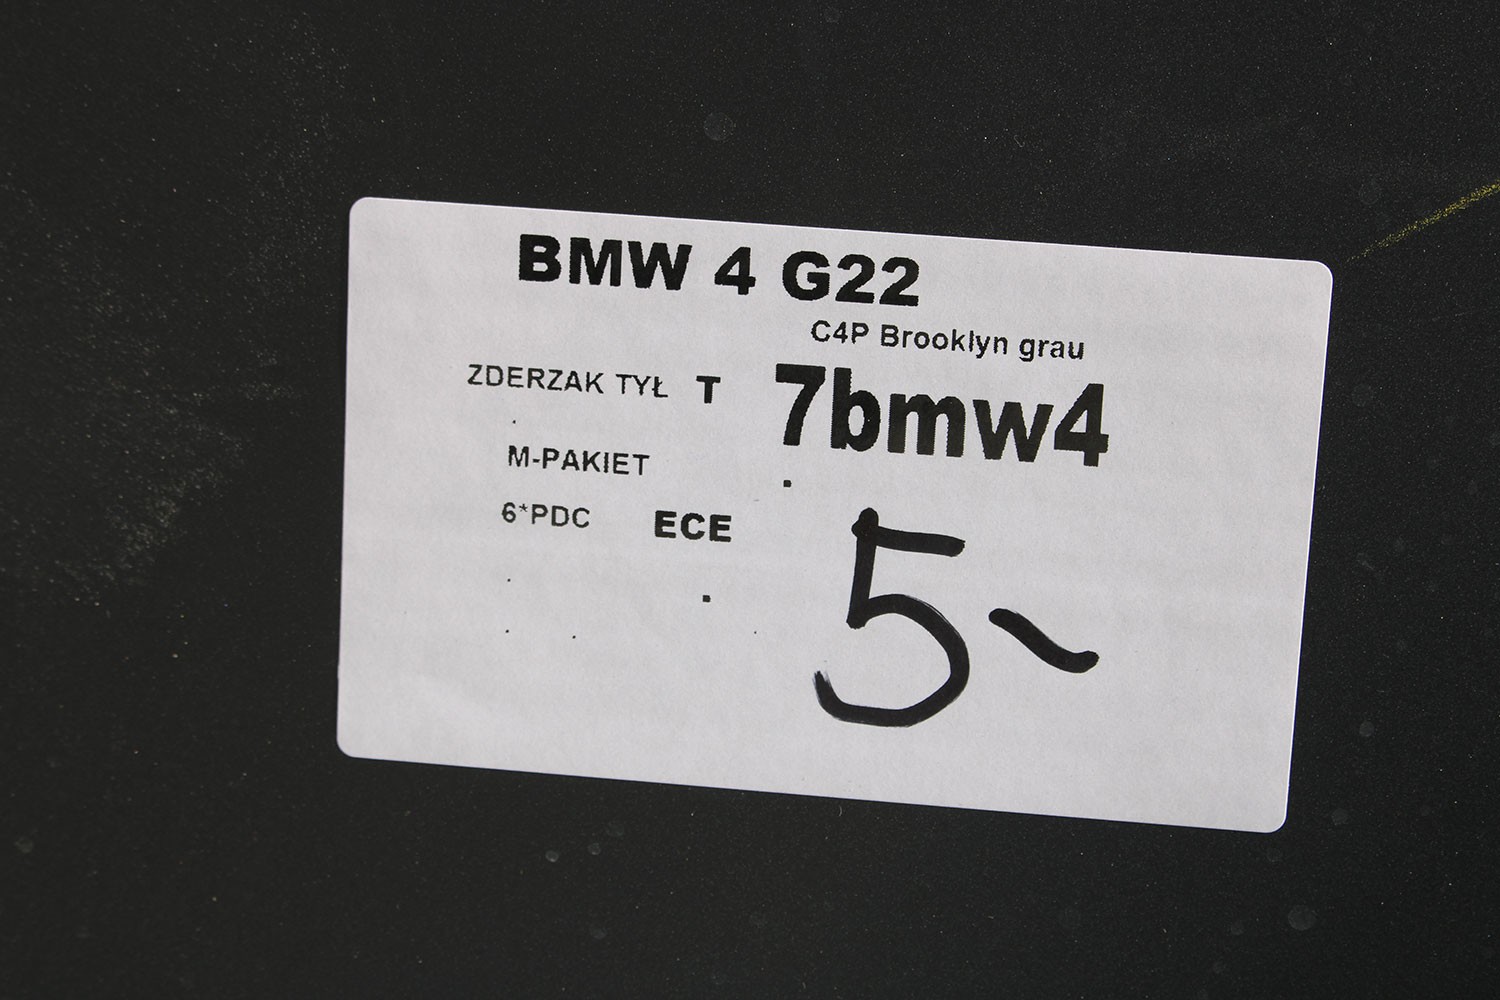 BMW 4 G22
C4P Brooklyn grau
ZDERZAK TYŁ T 7bmw4
M-PAKIET
6*PDC ECE
5~